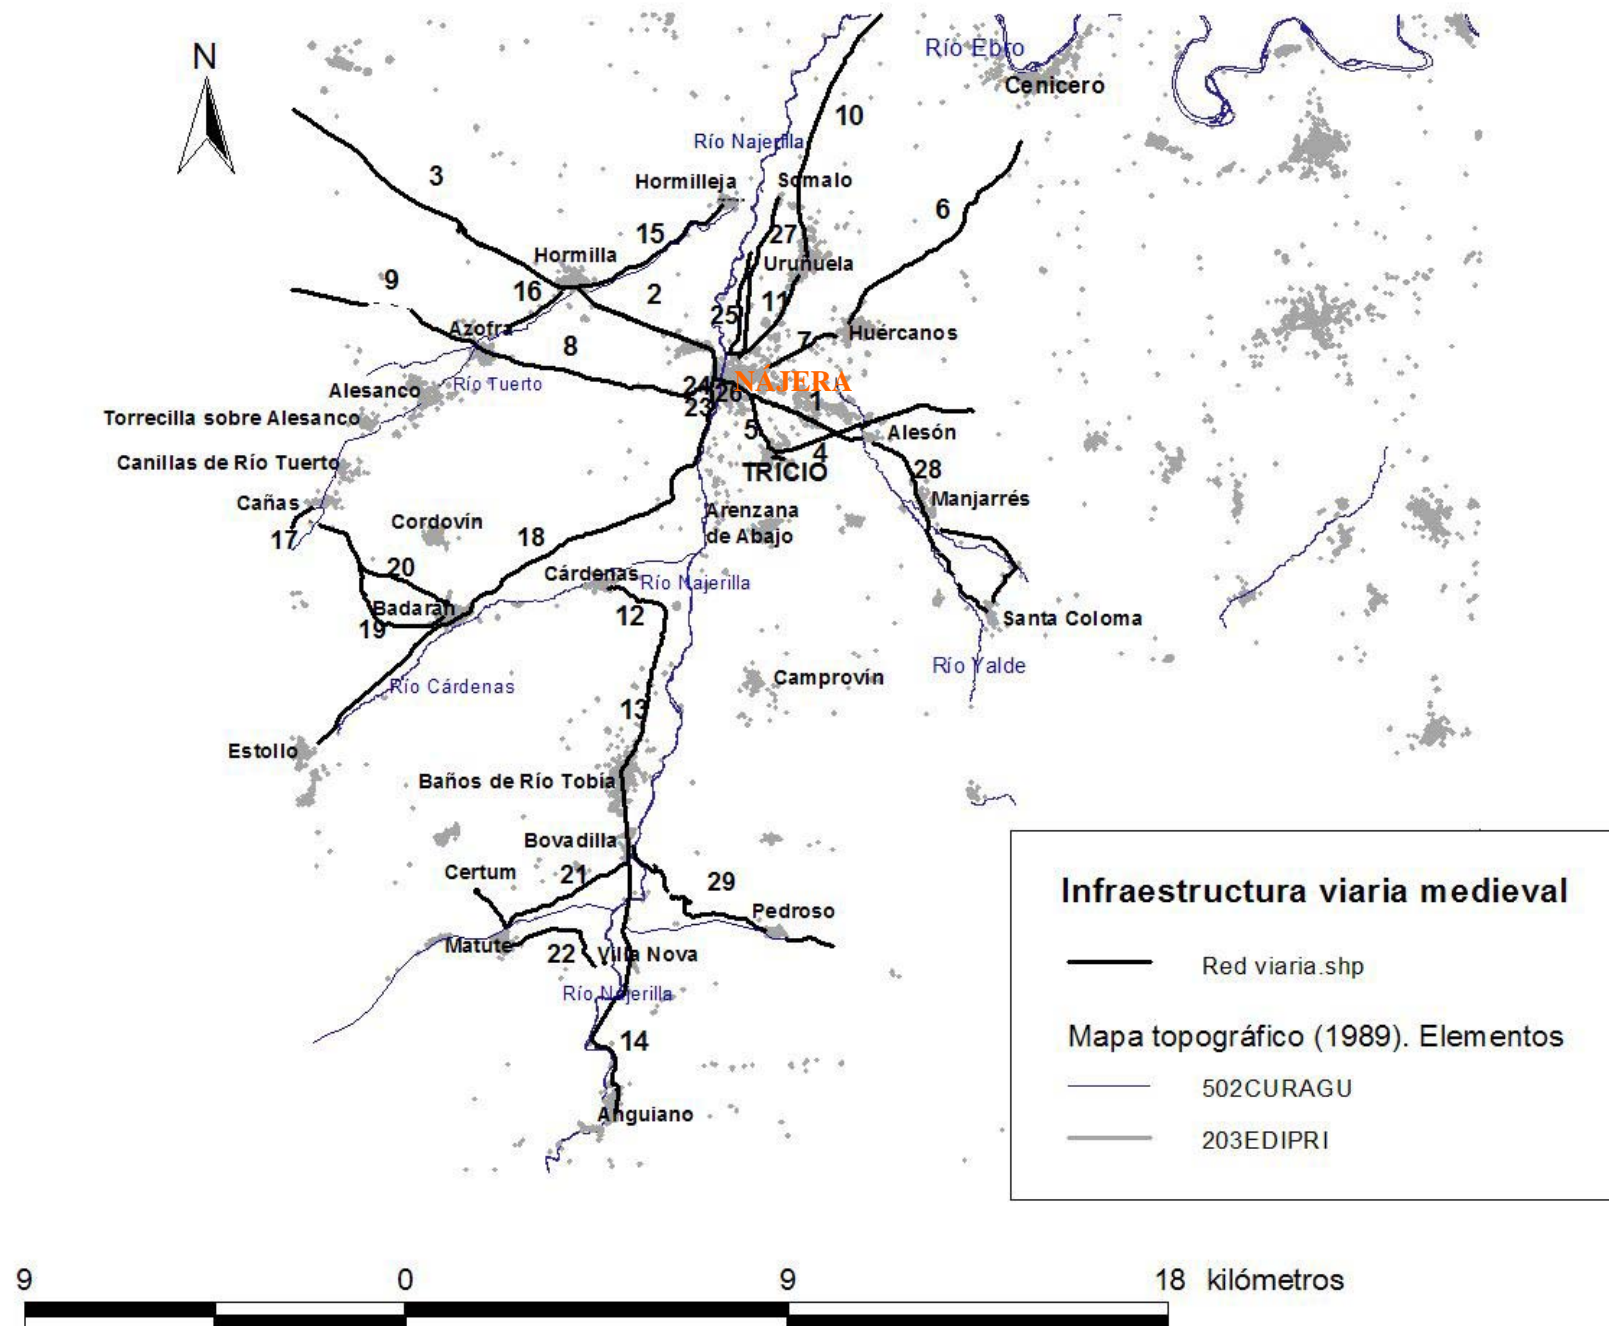 N
Río Ebro
Cenicero
10
Río Najerilla
3
Hormilleja
Somalo
6
15
27
Hormilla
Uruñuela
9
16
2
25
11
Azofra
8
7
Huércanos
Río Tuerto
Alesanco
24
26
NÁJERA
23
1
Torrecilla sobre Alesanco
5
Alesón
4
Canillas de Río Tuerto
TRICIO
28
Cañas
Manjarrés
Cordovín
Arenzana
de Abajo
17
18
20
Cárdenas
Río Najerilla
Badarán
12
19
Santa Coloma
Río Yalde
Camprovín
Río Cárdenas
13
Estollo
Baños de Río Tobía
Bovadilla
Certum
21
29
Pedroso
Matute
22
Villa Nova
Río Najerilla
14
Anguiano
Infraestructura viaria medieval
Red viaria.shp
Mapa topográfico (1989). Elementos
502CURAGU
203EDIPRI
9 0 9 18 kilómetros